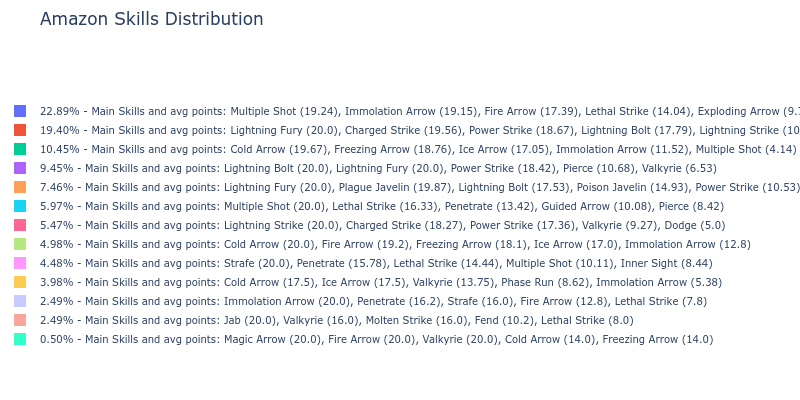 Amazon Skills Distribution
22.89% - Main Skills and avg points: Multiple Shot (19.24), Immolation Arrow (19.15), Fire Arrow (17.39), Lethal Strike (14.04), Exploding Arrow (9.7
19.40% - Main Skills and avg points: Lightning Fury (20.0), Charged Strike (19.56), Power Strike (18.67), Lightning Bolt (17.79), Lightning Strike (10
10.45% - Main Skills and avg points: Cold Arrow (19.67), Freezing Arrow (18.76), Ice Arrow (17.05), Immolation Arrow (11.52), Multiple Shot (4.14)
9.45% - Main Skills and avg points: Lightning Bolt (20.0), Lightning Fury (20.0), Power Strike (18.42), Pierce (10.68), Valkyrie (6.53)
7.46% - Main Skills and avg points: Lightning Fury (20.0), Plague Javelin (19.87), Lightning Bolt (17.53), Poison Javelin (14.93), Power Strike (10.53)
5.97% - Main Skills and avg points: Multiple Shot (20.0), Lethal Strike (16.33), Penetrate (13.42), Guided Arrow (10.08), Pierce (8.42)
5.47% - Main Skills and avg points: Lightning Strike (20.0), Charged Strike (18.27), Power Strike (17.36), Valkyrie (9.27), Dodge (5.0)
4.98% - Main Skills and avg points: Cold Arrow (20.0), Fire Arrow (19.2), Freezing Arrow (18.1), Ice Arrow (17.0), Immolation Arrow (12.8)
4.48% - Main Skills and avg points: Strafe (20.0), Penetrate (15.78), Lethal Strike (14.44), Multiple Shot (10.11), Inner Sight (8.44)
3.98% - Main Skills and avg points: Cold Arrow (17.5), Ice Arrow (17.5), Valkyrie (13.75), Phase Run (8.62), Immolation Arrow (5.38)
2.49% - Main Skills and avg points: Immolation Arrow (20.0), Penetrate (16.2), Strafe (16.0), Fire Arrow (12.8), Lethal Strike (7.8)
2.49% - Main Skills and avg points: Jab (20.0), Valkyrie (16.0), Molten Strike (16.0), Fend (10.2), Lethal Strike (8.0)
0.50% - Main Skills and avg points: Magic Arrow (20.0), Fire Arrow (20.0), Valkyrie (20.0), Cold Arrow (14.0), Freezing Arrow (14.0)